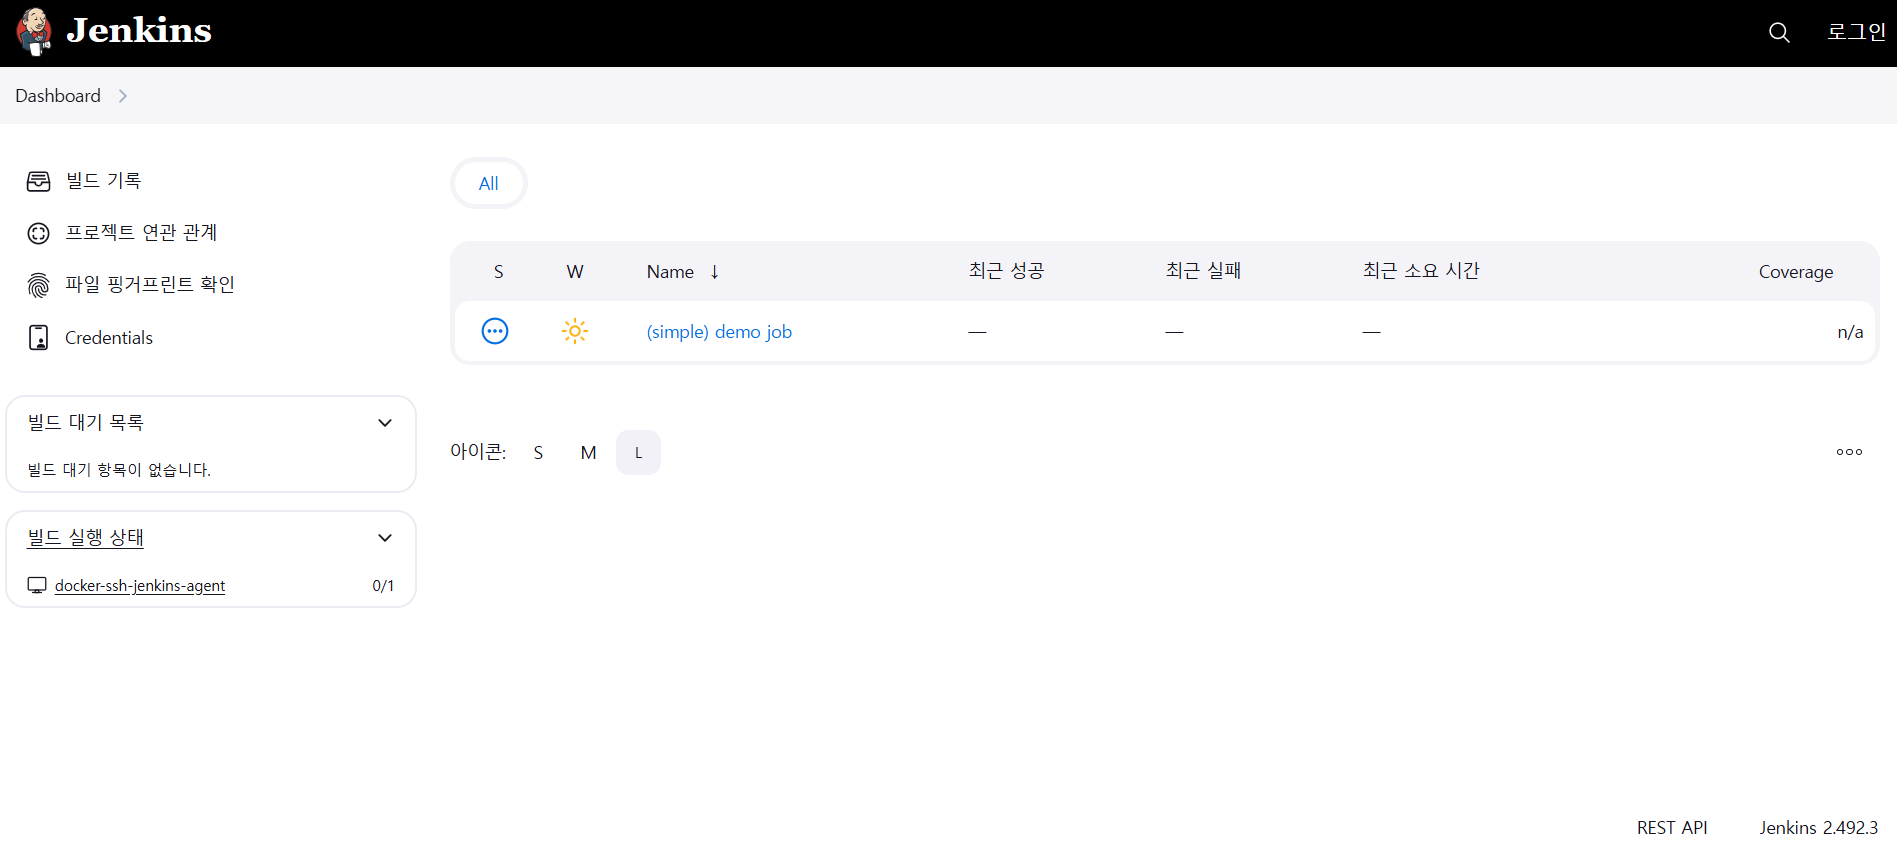 Jenkins
로그인
Dashboard
빌드 기록
프로젝트 연관 관계
파일 핑거프린트 확인
Credentials
빌드 대기 목록
빌드 대기 항목이 없습니다.
빌드 실행 상태
docker-ssh-jenkins-agent 0/1
All
S W Name ↓ 최근 성공 최근 실패 최근 소요 시간 Coverage
(simple) demo job — — — n/a
아이콘: S M L
REST API Jenkins 2.492.3